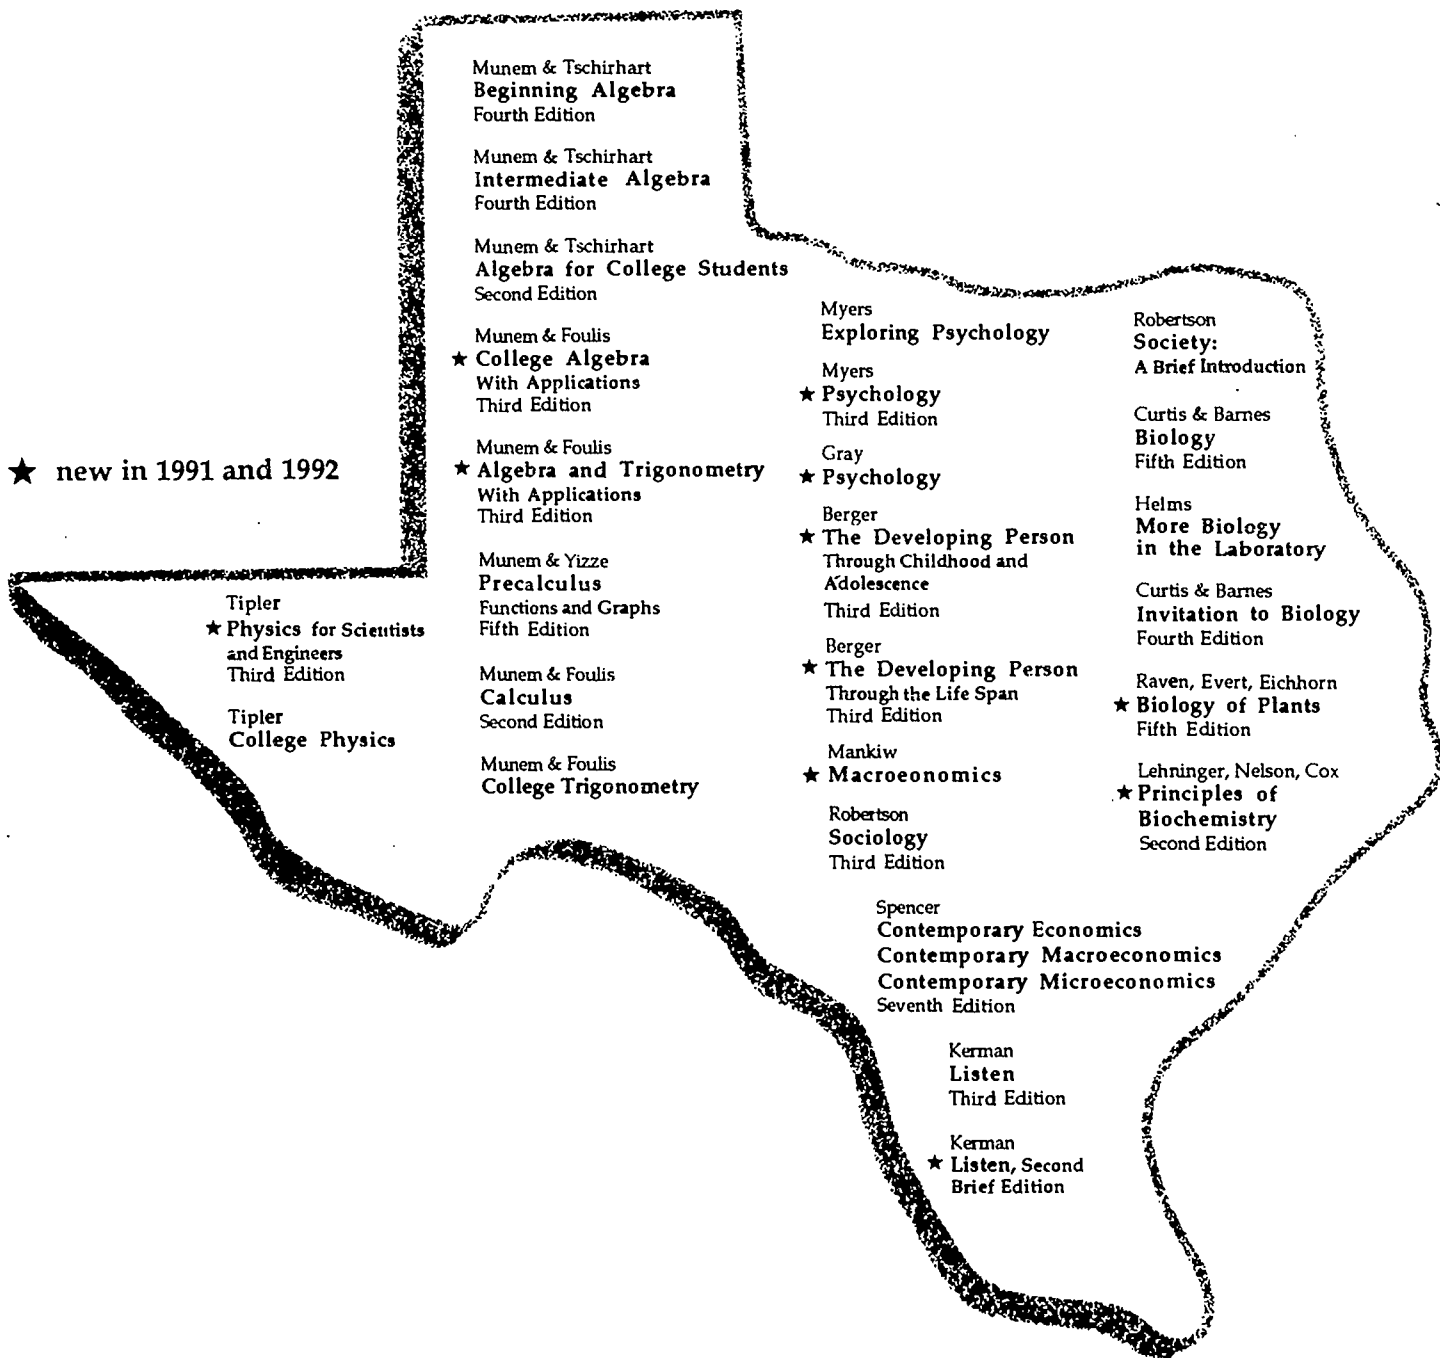 ★ new in 1991 and 1992
Tipler
★ Physics for Scientists
and Engineers
Third Edition
Tipler
College Physics
Munem & Tschirhart
Beginning Algebra
Fourth Edition
Munem & Tschirhart
Intermediate Algebra
Fourth Edition
Munem & Tschirhart
Algebra for College Students
Second Edition
Munem & Foulis
★ College Algebra
With Applications
Third Edition
Munem & Foulis
★ Algebra and Trigonometry
With Applications
Third Edition
Munem & Yizze
Precalculus
Functions and Graphs
Fifth Edition
Munem & Foulis
Calculus
Second Edition
Munem & Foulis
College Trigonometry
Myers
Exploring Psychology
Myers
★ Psychology
Third Edition
Gray
★ Psychology
Berger
★ The Developing Person
Through Childhood and
Adolescence
Third Edition
Berger
★ The Developing Person
Through the Life Span
Third Edition
Mankiw
★ Macroeonomics
Robertson
Sociology
Third Edition
Robertson
Society:
A Brief Introduction
Curtis & Barnes
Biology
Fifth Edition
Helms
More Biology
in the Laboratory
Curtis & Barnes
Invitation to Biology
Fourth Edition
Raven, Evert, Eichhorn
★ Biology of Plants
Fifth Edition
Lehninger, Nelson, Cox
★ Principles of
Biochemistry
Second Edition
Spencer
Contemporary Economics
Contemporary Macroeconomics
Contemporary Microeconomics
Seventh Edition
Kerman
Listen
Third Edition
Kerman
★ Listen, Second
Brief Edition